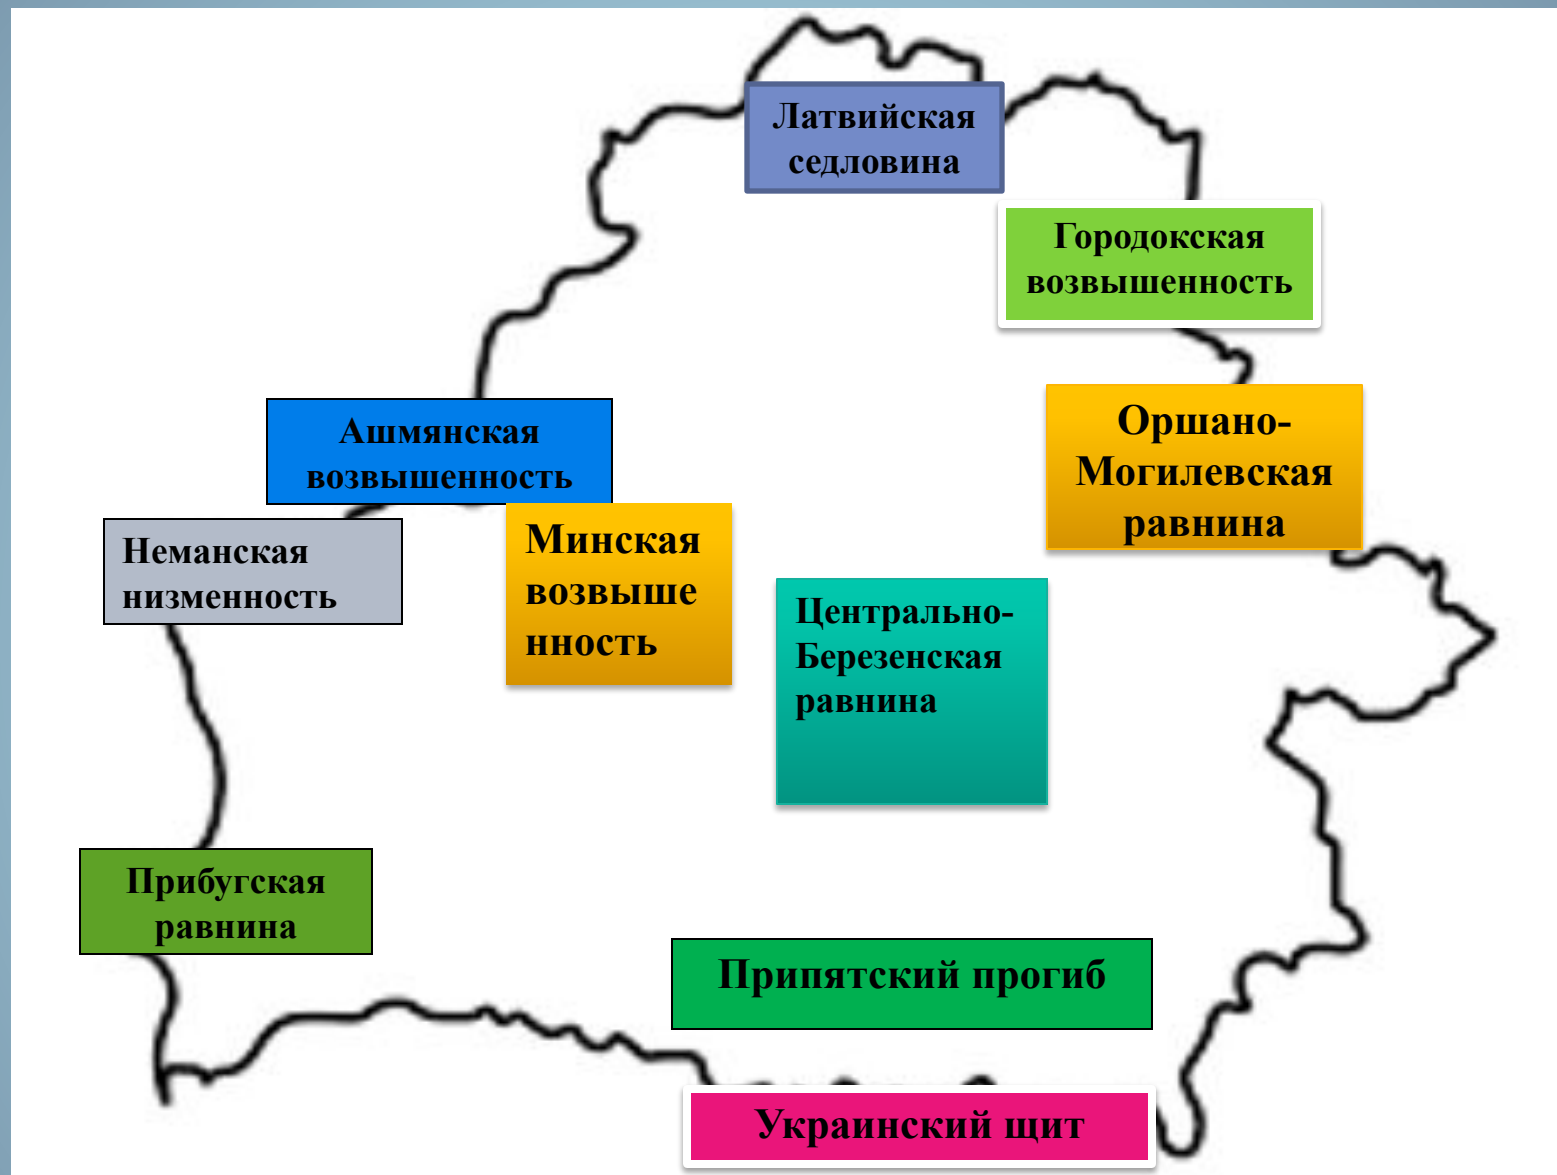 Латвийская
седловина
Городокская
возвышенность
Ашмянская
возвышенность
Оршано-
Могилевская
равнина
Неманская
низменность
Минская
возвыше
нность
Центрально-
Березенская
равнина
Прибугская
равнина
Припятский прогиб
Украинский щит